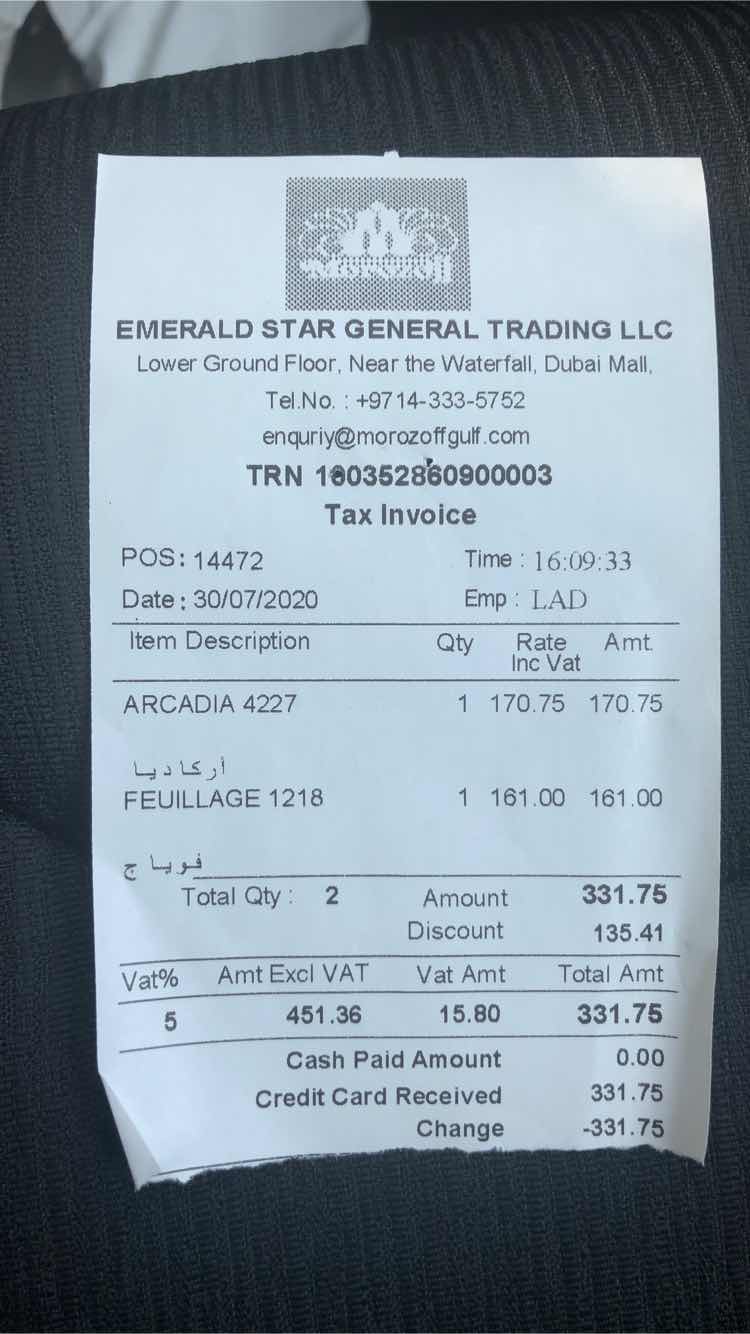 Morozoff
EMERALD STAR GENERAL TRADING LLC
Lower Ground Floor, Near the Waterfall, Dubai Mall,
Tel.No. : +9714-333-5752
enquriy@morozoffgulf.com
TRN 100352860900003
Tax Invoice
POS: 14472 Time : 16:09:33
Date : 30/07/2020 Emp : LAD
Item Description Qty Rate Inc Vat Amt.
ARCADIA 4227 1 170.75 170.75
أركاديا
FEUILLAGE 1218 1 161.00 161.00
فوياج
Total Qty : 2 Amount 331.75
Discount 135.41
Vat% Amt Excl VAT Vat Amt Total Amt
5 451.36 15.80 331.75
Cash Paid Amount 0.00
Credit Card Received 331.75
Change -331.75